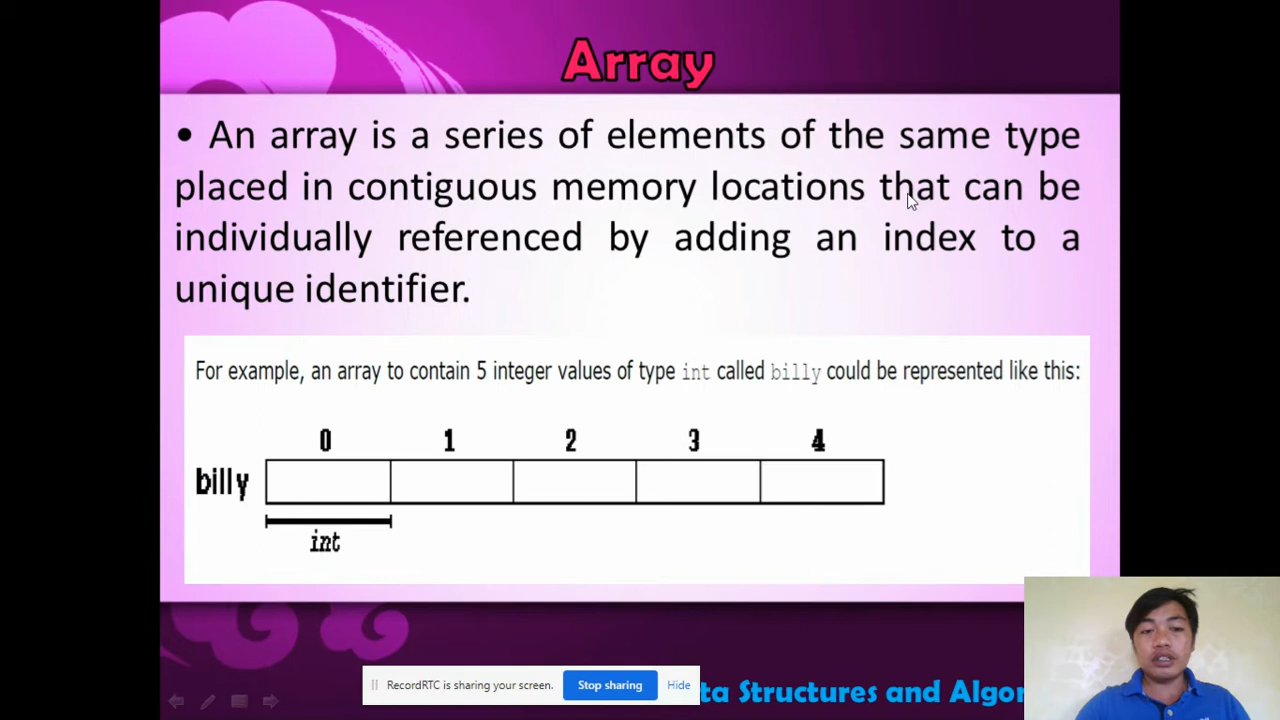 Array
• An array is a series of elements of the same type
placed in contiguous memory locations that can be
individually referenced by adding an index to a
unique identifier.
For example, an array to contain 5 integer values of type int called billy could be represented like this:
0 1 2 3 4
billy
int
RecordRTC is sharing your screen. Stop sharing Hide
ta Structures and Algor